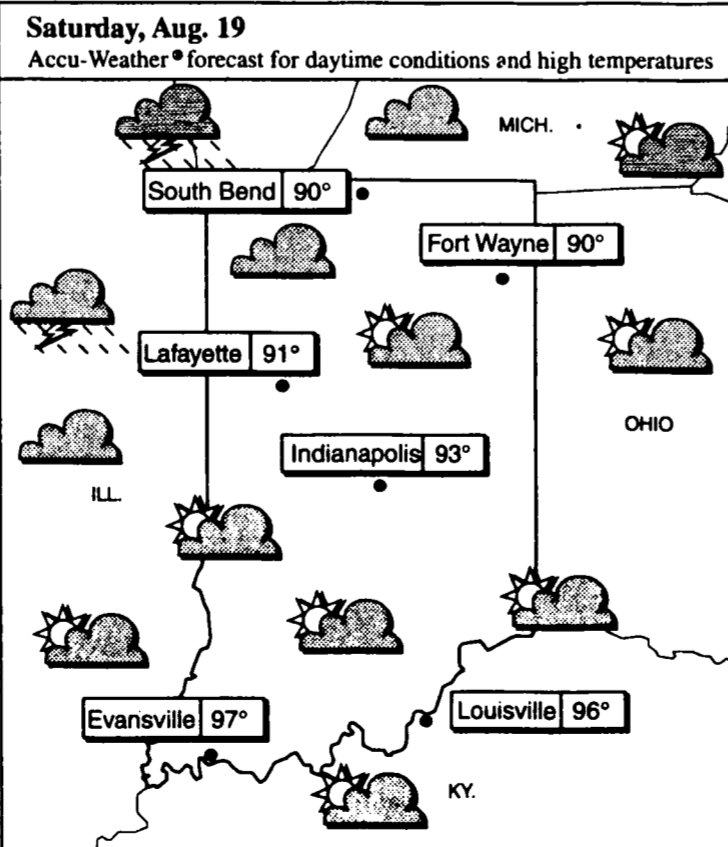 Saturday, Aug. 19
Accu-Weather® forecast for daytime conditions and high temperatures
MICH.
South Bend 90°
Fort Wayne 90°
Lafayette 91°
OHIO
Indianapolis 93°
ILL.
Evansville 97°
Louisville 96°
KY.